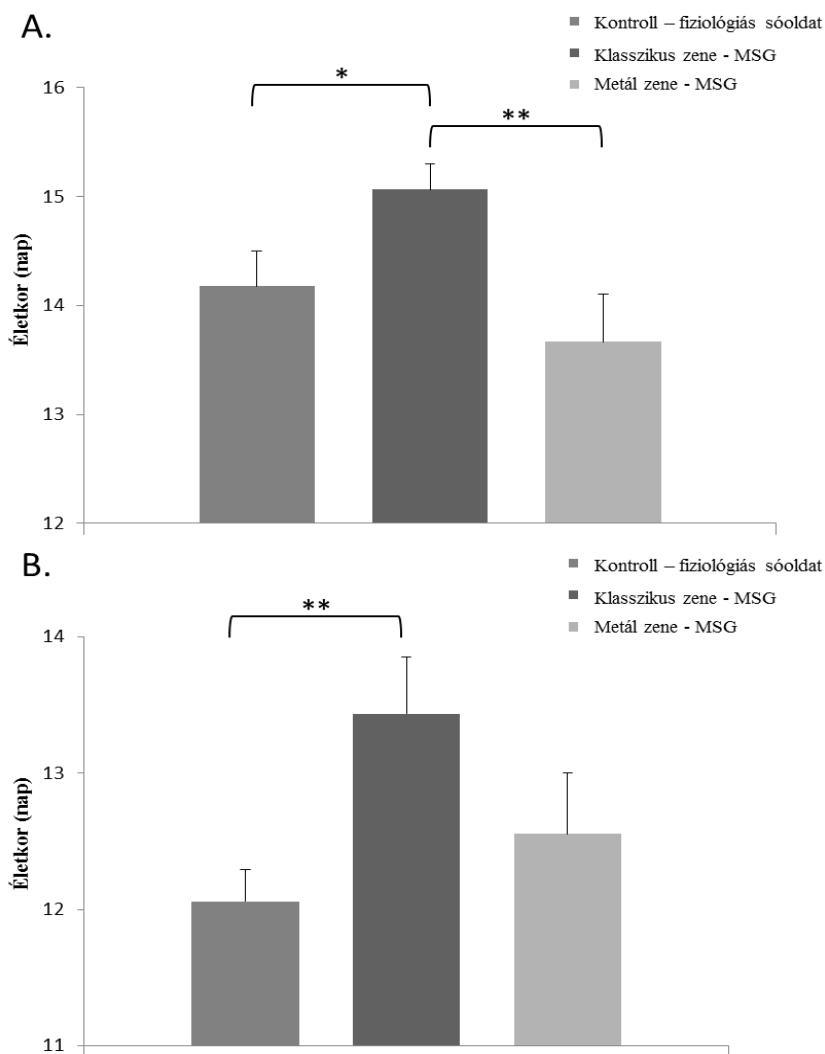 A.
Kontroll – fiziológiás sóoldat
Klasszikus zene - MSG
Metál zene - MSG
*
**
Életkor (nap)
16
15
14
13
12
B.
Kontroll – fiziológiás sóoldat
Klasszikus zene - MSG
Metál zene - MSG
**
Életkor (nap)
14
13
12
11